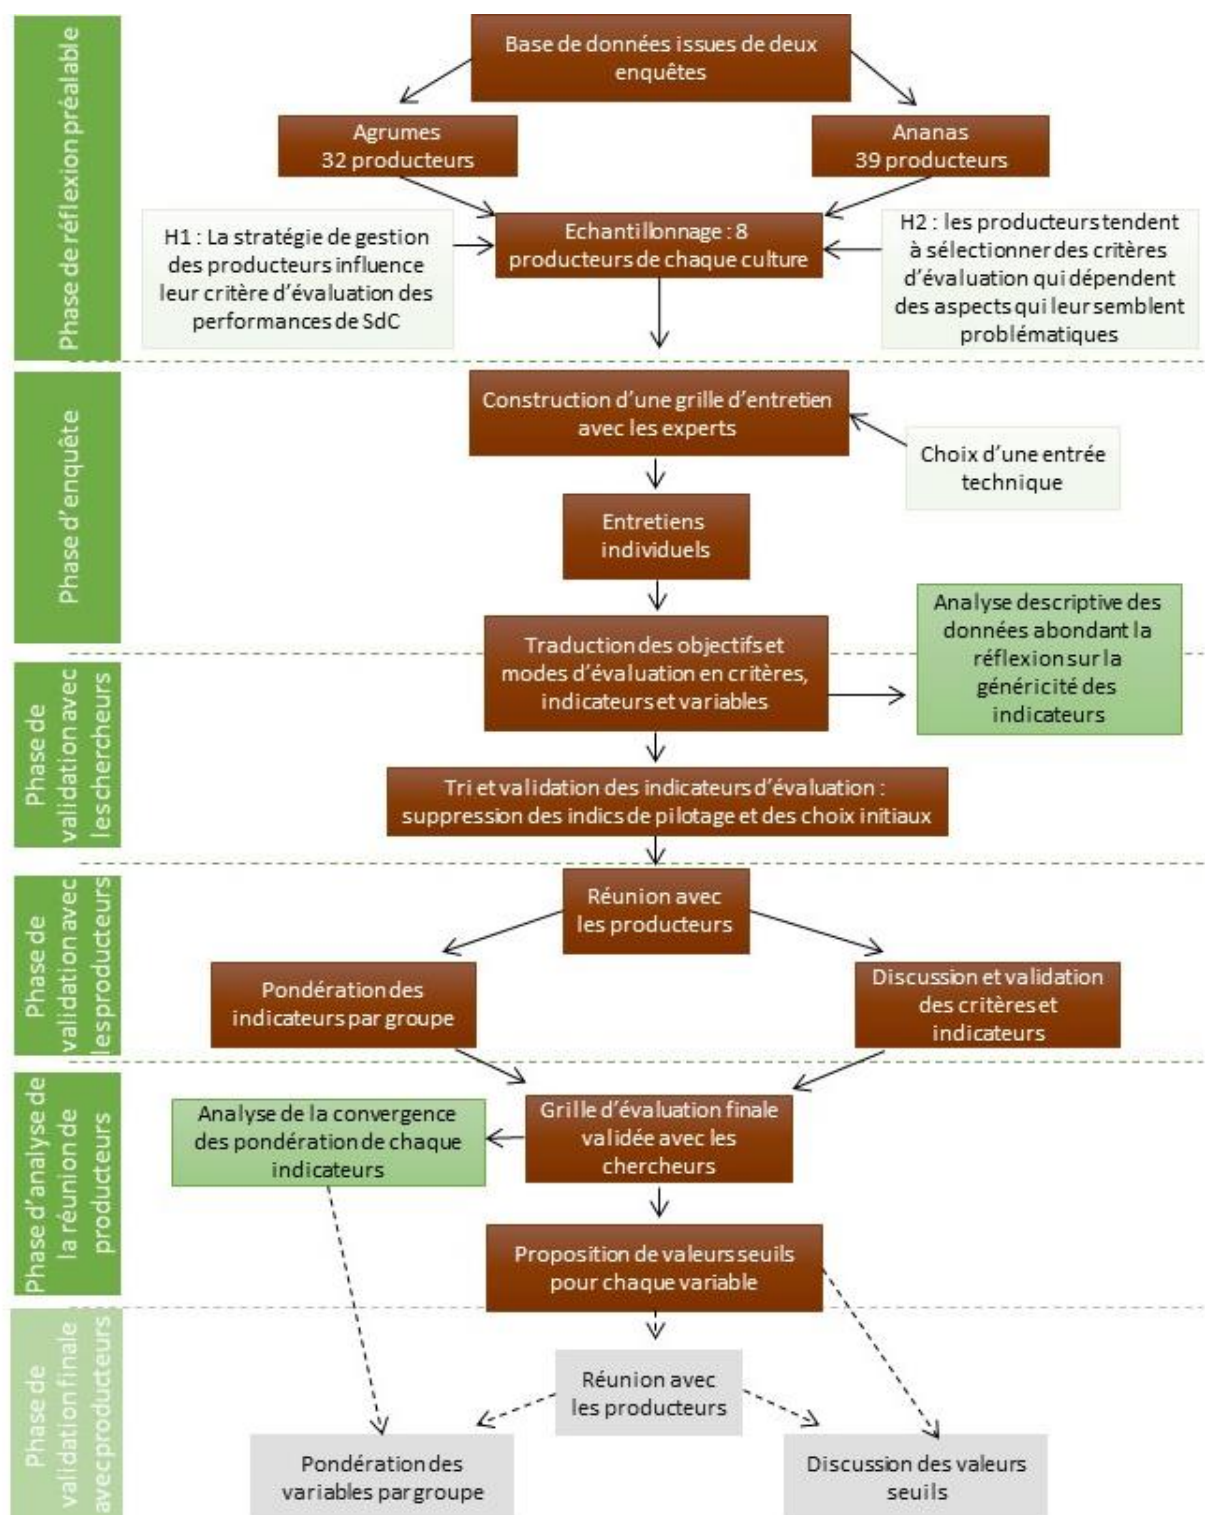 Phase de réflexion préalable
Base de données issues de deux
enquêtes
Agrumes
32 producteurs
Ananas
39 producteurs
H1 : La stratégie de gestion
des producteurs influence
leur critère d'évaluation des
performances de SdC
Echantillonnage : 8
producteurs de chaque culture
H2 : les producteurs tendent
à sélectionner des critères
d'évaluation qui dépendent
des aspects qui leur semblent
problématiques
Phase d'enquête
Construction d'une grille d'entretien
avec les experts
Choix d'une entrée
technique
Entretiens
individuels
Traduction des objectifs et
modes d'évaluation en critères,
indicateurs et variables
Analyse descriptive des
données abondant la
réflexion sur la
généricité des
indicateurs
Phase de
validation avec
les chercheurs
Tri et validation des indicateurs d'évaluation :
suppression des indics de pilotage et des choix initiaux
Phase de
validation avec
les producteurs
Réunion avec
les producteurs
Pondération des
indicateurs par groupe
Discussion et validation
des critères et
indicateurs
Phase d'analyse de
la réunion de
producteurs
Analyse de la convergence
des pondération de chaque
indicateurs
Grille d'évaluation finale
validée avec les
chercheurs
Proposition de valeurs seuils
pour chaque variable
Phase de
validation finale
avec producteurs
Réunion avec
les producteurs
Pondération des
variables par groupe
Discussion des valeurs
seuils